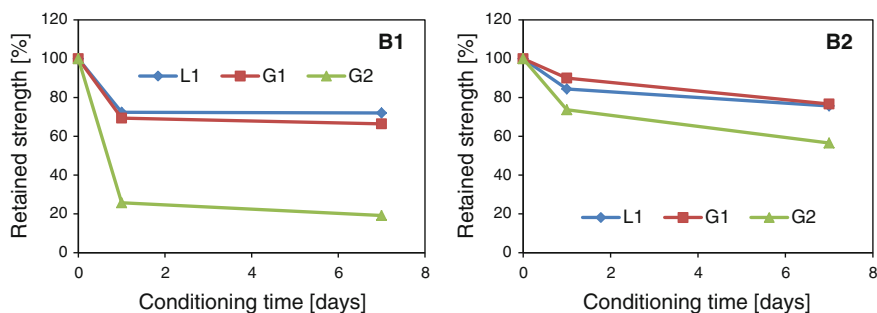 B1
Retained strength [%]
120
100
80
60
40
20
0
L1 G1 G2
0 2 4 6 8
Conditioning time [days]
B2
Retained strength [%]
120
100
80
60
40
20
0
L1 G1 G2
0 2 4 6 8
Conditioning time [days]